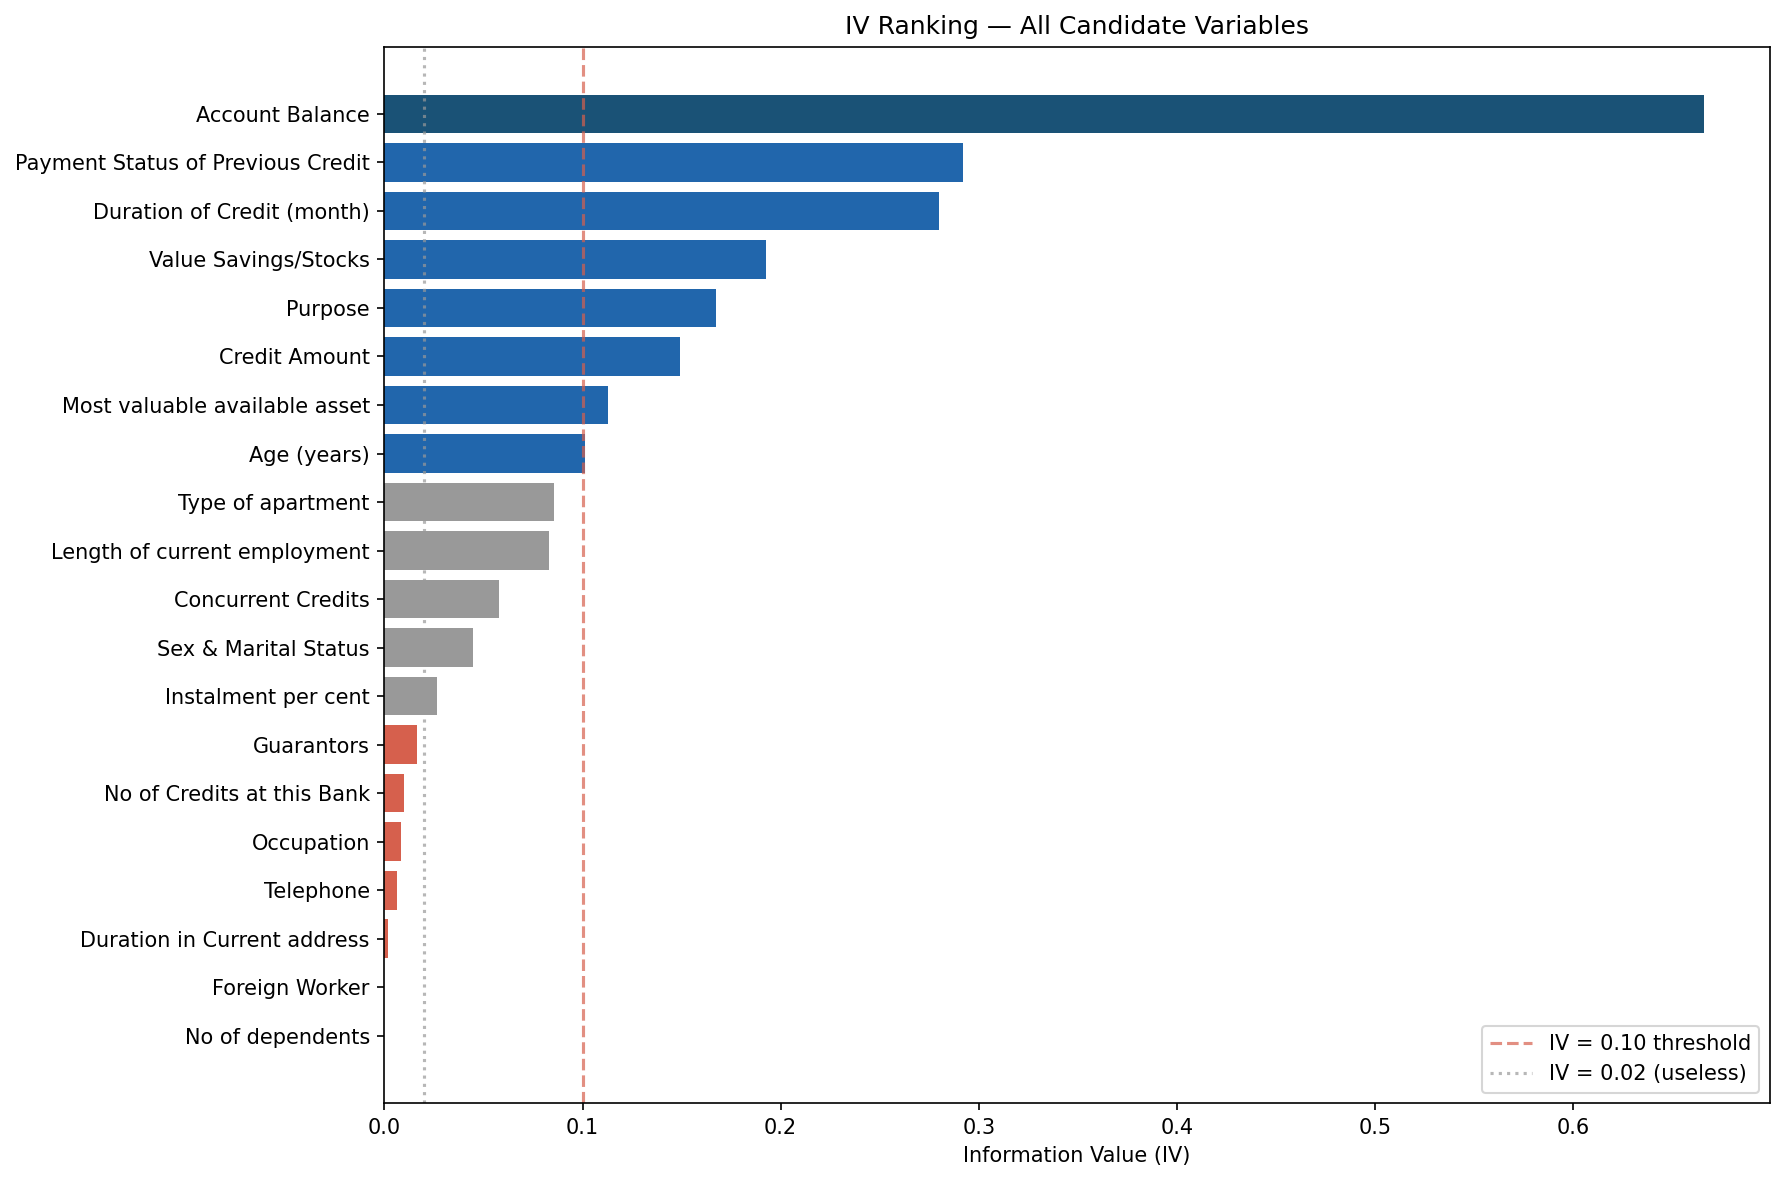 IV Ranking — All Candidate Variables
Account Balance
Payment Status of Previous Credit
Duration of Credit (month)
Value Savings/Stocks
Purpose
Credit Amount
Most valuable available asset
Age (years)
Type of apartment
Length of current employment
Concurrent Credits
Sex & Marital Status
Instalment per cent
Guarantors
No of Credits at this Bank
Occupation
Telephone
Duration in Current address
Foreign Worker
No of dependents
IV = 0.10 threshold
IV = 0.02 (useless)
0.0 0.1 0.2 0.3 0.4 0.5 0.6
Information Value (IV)